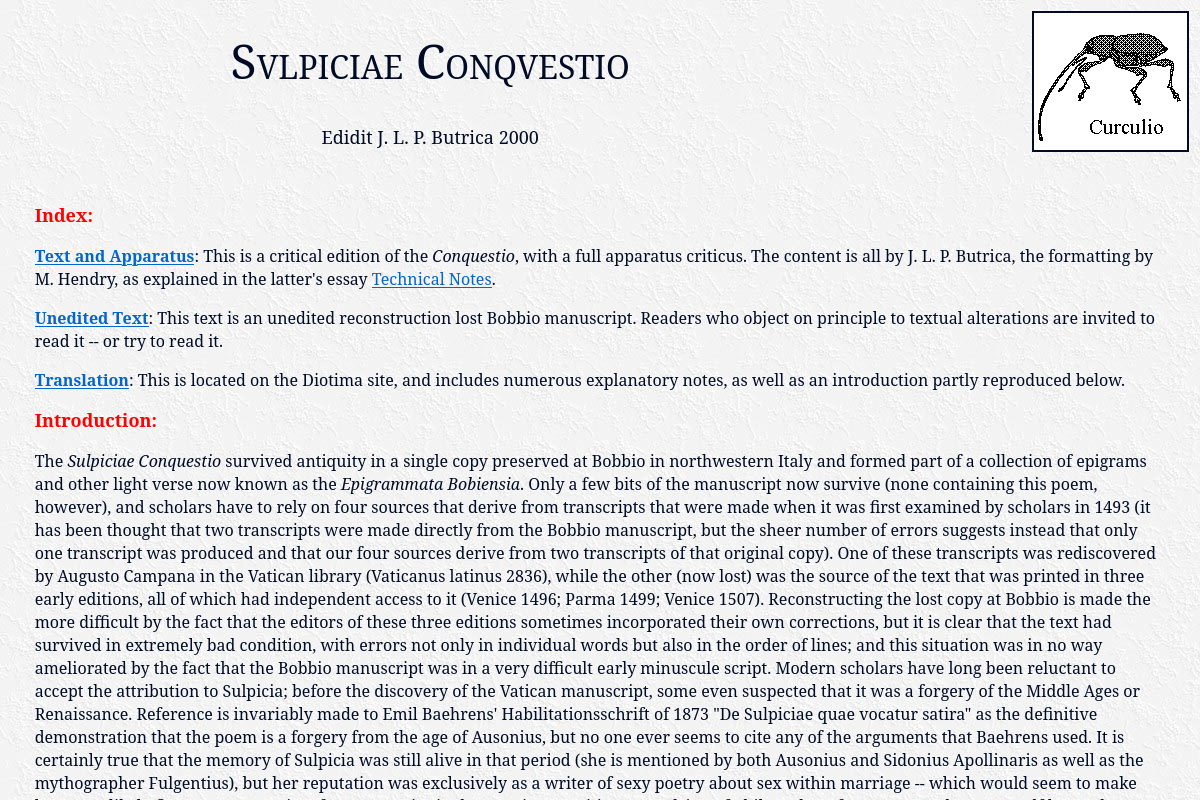 SVLPICIAE CONQVESTIO
Curculio
Edidit J. L. P. Butrica 2000
Index:
Text and Apparatus: This is a critical edition of the Conquestio, with a full apparatus criticus. The content is all by J. L. P. Butrica, the formatting by
M. Hendry, as explained in the latter's essay Technical Notes.
Unedited Text: This text is an unedited reconstruction lost Bobbio manuscript. Readers who object on principle to textual alterations are invited to
read it -- or try to read it.
Translation: This is located on the Diotima site, and includes numerous explanatory notes, as well as an introduction partly reproduced below.
Introduction:
The Sulpiciae Conquestio survived antiquity in a single copy preserved at Bobbio in northwestern Italy and formed part of a collection of epigrams
and other light verse now known as the Epigrammata Bobiensia. Only a few bits of the manuscript now survive (none containing this poem,
however), and scholars have to rely on four sources that derive from transcripts that were made when it was first examined by scholars in 1493 (it
has been thought that two transcripts were made directly from the Bobbio manuscript, but the sheer number of errors suggests instead that only
one transcript was produced and that our four sources derive from two transcripts of that original copy). One of these transcripts was rediscovered
by Augusto Campana in the Vatican library (Vaticanus latinus 2836), while the other (now lost) was the source of the text that was printed in three
early editions, all of which had independent access to it (Venice 1496; Parma 1499; Venice 1507). Reconstructing the lost copy at Bobbio is made the
more difficult by the fact that the editors of these three editions sometimes incorporated their own corrections, but it is clear that the text had
survived in extremely bad condition, with errors not only in individual words but also in the order of lines; and this situation was in no way
ameliorated by the fact that the Bobbio manuscript was in a very difficult early minuscule script. Modern scholars have long been reluctant to
accept the attribution to Sulpicia; before the discovery of the Vatican manuscript, some even suspected that it was a forgery of the Middle Ages or
Renaissance. Reference is invariably made to Emil Baehrens' Habilitationsschrift of 1873 "De Sulpiciae quae vocatur satira" as the definitive
demonstration that the poem is a forgery from the age of Ausonius, but no one ever seems to cite any of the arguments that Baehrens used. It is
certainly true that the memory of Sulpicia was still alive in that period (she is mentioned by both Ausonius and Sidonius Apollinaris as well as the
mythographer Fulgentius), but her reputation was exclusively as a writer of sexy poetry about sex within marriage -- which would seem to make